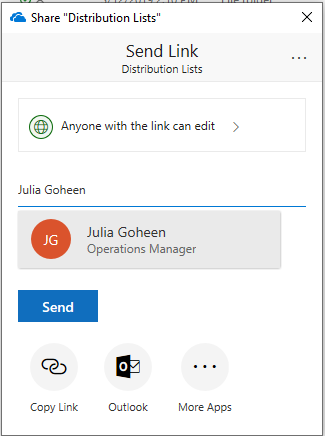 Share "Distribution Lists"
Send Link
Distribution Lists
Anyone with the link can edit
Julia Goheen
JG
Julia Goheen
Operations Manager
Send
Copy Link
Outlook
More Apps